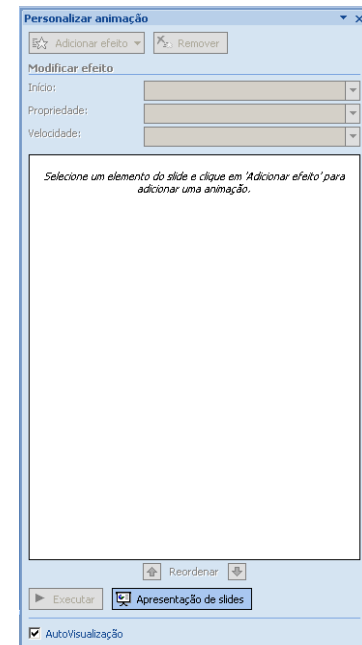 Personalizar animação
Adicionar efeito Remover
Modificar efeito
Início:
Propriedade:
Velocidade:
Selecione um elemento do slide e clique em 'Adicionar efeito' para
adicionar uma animação.
Reordenar
Executar Apresentação de slides
AutoVisualização